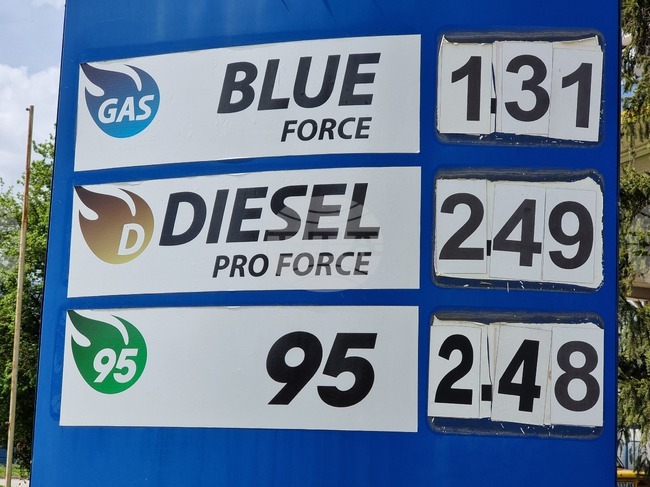 GAS BLUE 1.31
FORCE
D DIESEL 2.49
PRO FORCE
95 95 2.48